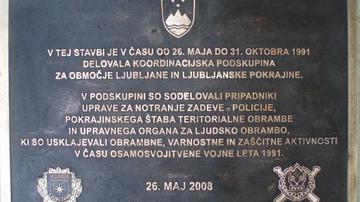 V TEJ STAVBI JE V ČASU OD 26. MAJA DO 31. OKTOBRA 1991
DELOVALA KOORDINACIJSKA PODSKUPINA
ZA OBMOČJE LJUBLJANE IN LJUBLJANSKE POKRAJINE.
V PODSKUPINI SO SODELOVALI PRIPADNIKI
UPRAVE ZA NOTRANJE ZADEVE - POLICIJE,
POKRAJINSKEGA ŠTABA TERITORIALNE OBRAMBE
IN UPRAVNEGA ORGANA ZA LJUDSKO OBRAMBO,
KI SO USKLAJEVALI OBRAMBNE, VARNOSTNE IN ZAŠČITNE AKTIVNOSTI
V ČASU OSAMOSVOJITVENE VOJNE LETA 1991.
26. MAJ 2008